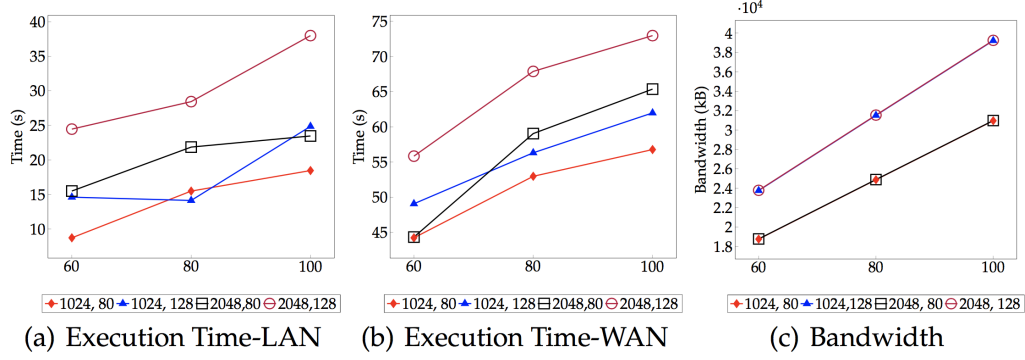 40
35
30
25
20
15
10
Time (s)
60 80 100
1024, 80 1024, 128 2048,80 2048,128
(a) Execution Time-LAN
75
70
65
60
55
50
45
Time (s)
60 80 100
1024, 80 1024, 128 2048,80 2048,128
(b) Execution Time-WAN
·10⁴
4
3.8
3.6
3.4
3.2
3
2.8
2.6
2.4
2.2
2
1.8
Bandwidth (kB)
60 80 100
1024, 80 1024,128 2048, 80 2048, 128
(c) Bandwidth